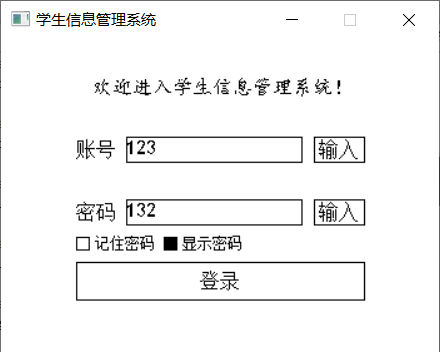 学生信息管理系统
欢迎进入学生信息管理系统！
账号 123 输入
密码 132 输入
记住密码 显示密码
登录